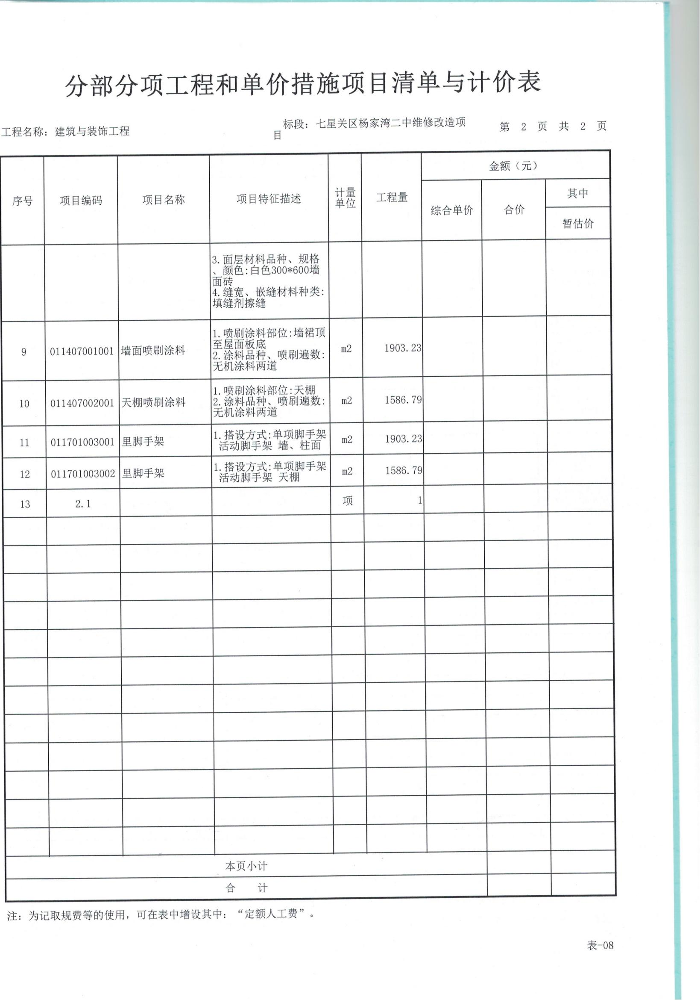 分部分项工程和单价措施项目清单与计价表
工程名称：建筑与装饰工程
标段：七星关区杨家湾二中维修改造项
目
第 2 页 共 2 页
序号
项目编码
项目名称
项目特征描述
计量
单位
工程量
金额（元）
综合单价
合价
其中
暂估价
3.面层材料品种、规格
、颜色:白色300*600墙
面砖
4.缝宽、嵌缝材料种类:
填缝剂擦缝
9
011407001001
墙面喷刷涂料
1.喷刷涂料部位:墙裙顶
至屋面板底
2.涂料品种、喷刷遍数:
无机涂料两道
m2
1903.23
10
011407002001
天棚喷刷涂料
1.喷刷涂料部位:天棚
2.涂料品种、喷刷遍数:
无机涂料两道
m2
1586.79
11
011701003001
里脚手架
1.搭设方式:单项脚手架
活动脚手架 墙、柱面
m2
1903.23
12
011701003002
里脚手架
1.搭设方式:单项脚手架
活动脚手架 天棚
m2
1586.79
13
2.1
项
1
本页小计
合 计
注：为记取规费等的使用，可在表中增设其中：“定额人工费”。
表-08